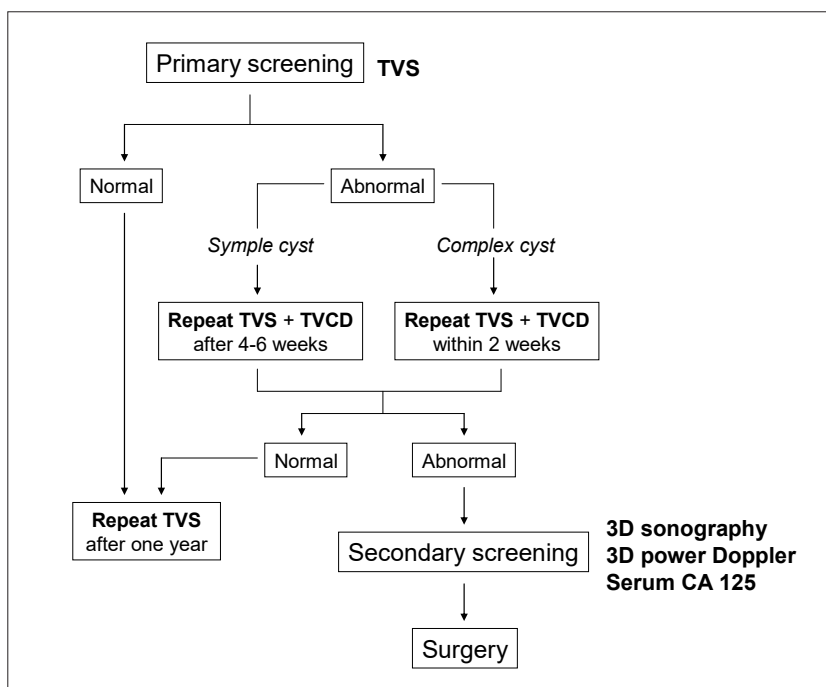 Primary screening TVS
Normal
Abnormal
Symple cyst
Complex cyst
Repeat TVS + TVCD
after 4-6 weeks
Repeat TVS + TVCD
within 2 weeks
Normal
Abnormal
Repeat TVS
after one year
Secondary screening
3D sonography
3D power Doppler
Serum CA 125
Surgery